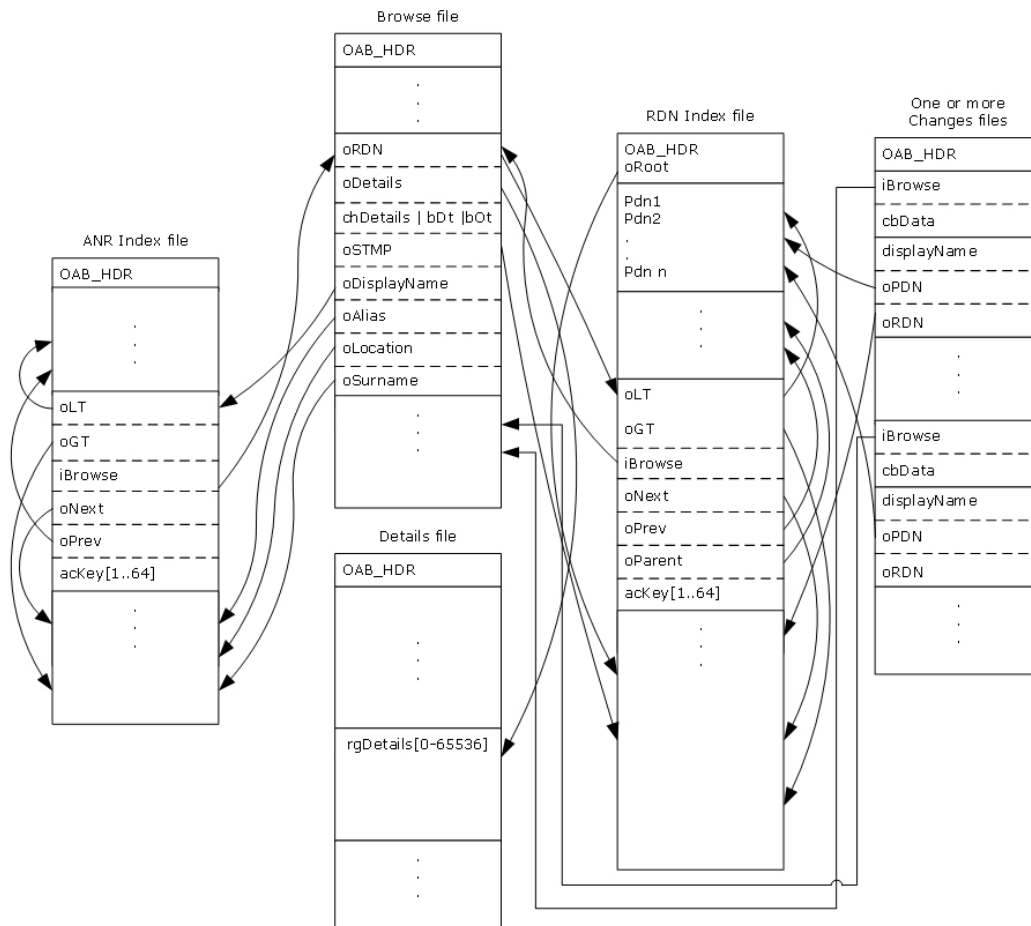 Browse file
OAB_HDR
.
.
.
oRDN
oDetails
chDetails | bDt |bOt
oSTMP
oDisplayName
oAlias
oLocation
oSurname
.
.
.
ANR Index file
OAB_HDR
.
.
.
oLT
oGT
iBrowse
oNext
oPrev
acKey[1..64]
.
.
.
Details file
OAB_HDR
.
.
.
rgDetails[0-65536]
.
.
.
RDN Index file
OAB_HDR
oRoot
Pdn1
Pdn2
.
.
Pdn n
.
.
.
oLT
oGT
iBrowse
oNext
oPrev
oParent
acKey[1..64]
.
.
.
One or more
Changes files
OAB_HDR
iBrowse
cbData
displayName
oPDN
oRDN
.
.
.
iBrowse
cbData
displayName
oPDN
oRDN
.
.
.